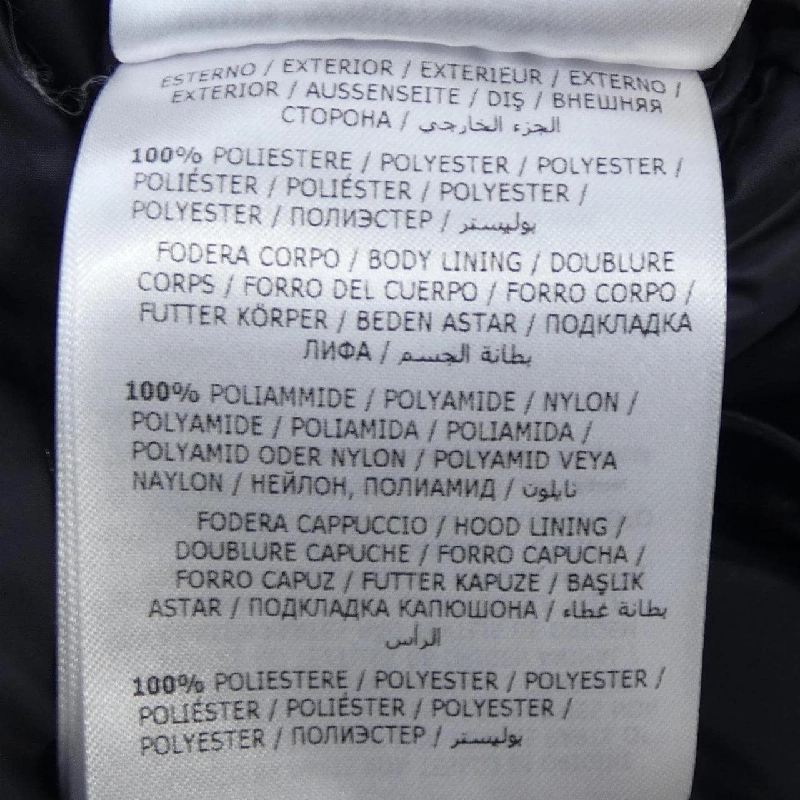 ESTERNO / EXTERIOR / EXTERIEUR / EXTERNO /
EXTERIOR / AUSSENSEITE / DIŞ / ВНЕШНЯЯ
СТОРОНА / الجزء الخارجي
100% POLIESTERE / POLYESTER / POLYESTER /
POLIÉSTER / POLIÉSTER / POLYESTER /
POLYESTER / ПОЛИЭСТЕР / بوليستر
FODERA CORPO / BODY LINING / DOUBLURE
CORPS / FORRO DEL CUERPO / FORRO CORPO /
FUTTER KÖRPER / BEDEN ASTAR / ПОДКЛАДКА
ЛИФА / بطانة الجسم
100% POLIAMMIDE / POLYAMIDE / NYLON /
POLYAMIDE / POLIAMIDA / POLIAMIDA /
POLYAMID ODER NYLON / POLYAMID VEYA
NAYLON / НЕЙЛОН, ПОЛИАМИД / نايلون
FODERA CAPPUCCIO / HOOD LINING /
DOUBLURE CAPUCHE / FORRO CAPUCHA /
FORRO CAPUZ / FUTTER KAPUZE / BAŞLIK
ASTAR / ПОДКЛАДКА КАПЮШОНА / بطانة غطاء
الرأس
100% POLIESTERE / POLYESTER / POLYESTER /
POLIÉSTER / POLIÉSTER / POLYESTER /
POLYESTER / ПОЛИЭСТЕР / بوليستر